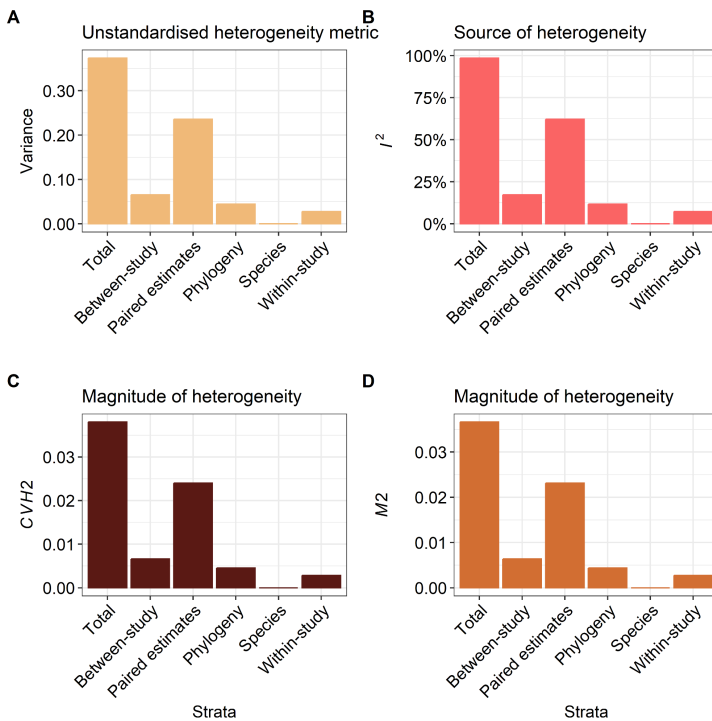 A
Unstandardised heterogeneity metric
Variance
0.30
0.20
0.10
0.00
Total
Between-study
Paired estimates
Phylogeny
Species
Within-study
B
Source of heterogeneity
I²
100%
75%
50%
25%
0%
Total
Between-study
Paired estimates
Phylogeny
Species
Within-study
C
Magnitude of heterogeneity
CVH2
0.03
0.02
0.01
0.00
Total
Between-study
Paired estimates
Phylogeny
Species
Within-study
Strata
D
Magnitude of heterogeneity
M2
0.03
0.02
0.01
0.00
Total
Between-study
Paired estimates
Phylogeny
Species
Within-study
Strata